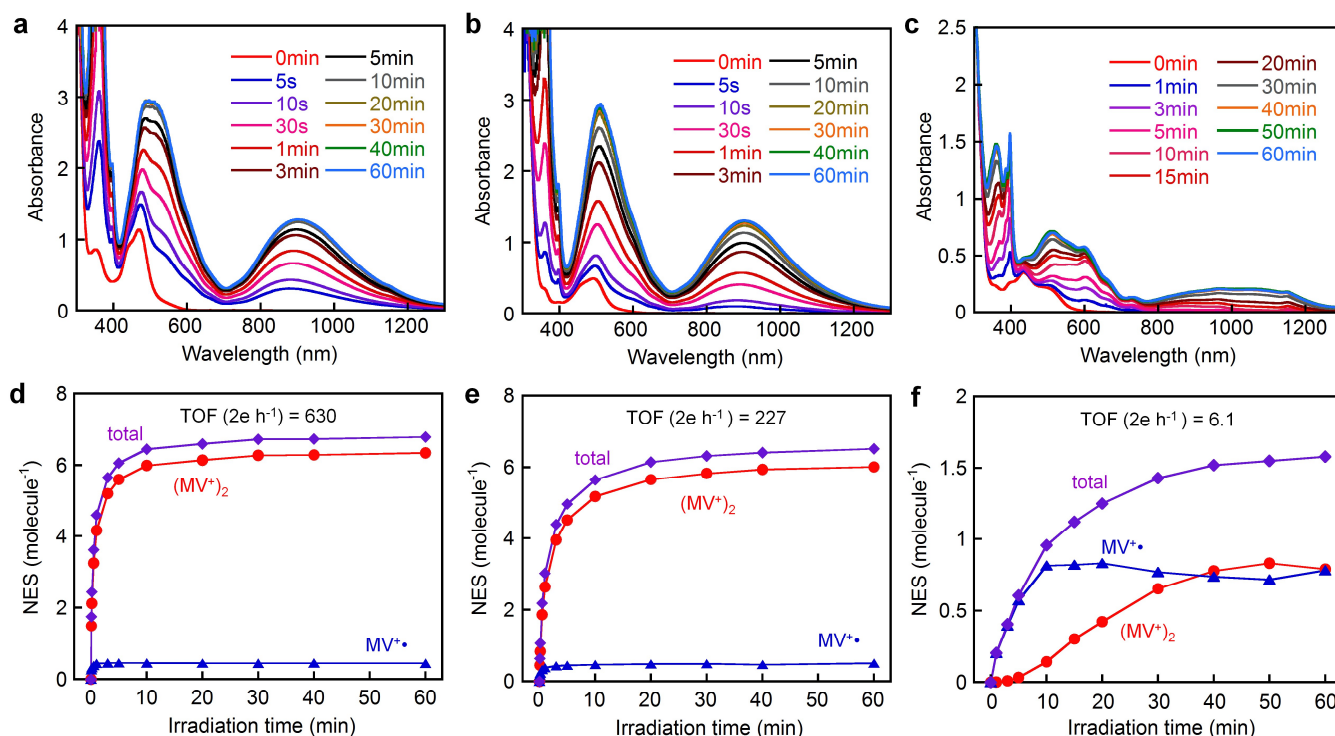 a
4
3
2
1
0
Absorbance
0min 5min
5s 10min
10s 20min
30s 30min
1min 40min
3min 60min
400 600 800 1000 1200
Wavelength (nm)
b
4
3
2
1
0
Absorbance
0min 5min
5s 10min
10s 20min
30s 30min
1min 40min
3min 60min
400 600 800 1000 1200
Wavelength (nm)
c
2.5
2.0
1.5
1.0
0.5
0
Absorbance
0min 20min
1min 30min
3min 40min
5min 50min
10min 60min
15min
400 600 800 1000 1200
Wavelength (nm)
d
8
6
4
2
0
NES (molecule⁻¹)
TOF (2e h⁻¹) = 630
total
(MV⁺)₂
MV⁺•
0 10 20 30 40 50 60
Irradiation time (min)
e
8
6
4
2
0
NES (molecule⁻¹)
TOF (2e h⁻¹) = 227
total
(MV⁺)₂
MV⁺•
0 10 20 30 40 50 60
Irradiation time (min)
f
2
1.5
1
0.5
0
NES (molecule⁻¹)
TOF (2e h⁻¹) = 6.1
total
MV⁺•
(MV⁺)₂
0 10 20 30 40 50 60
Irradiation time (min)